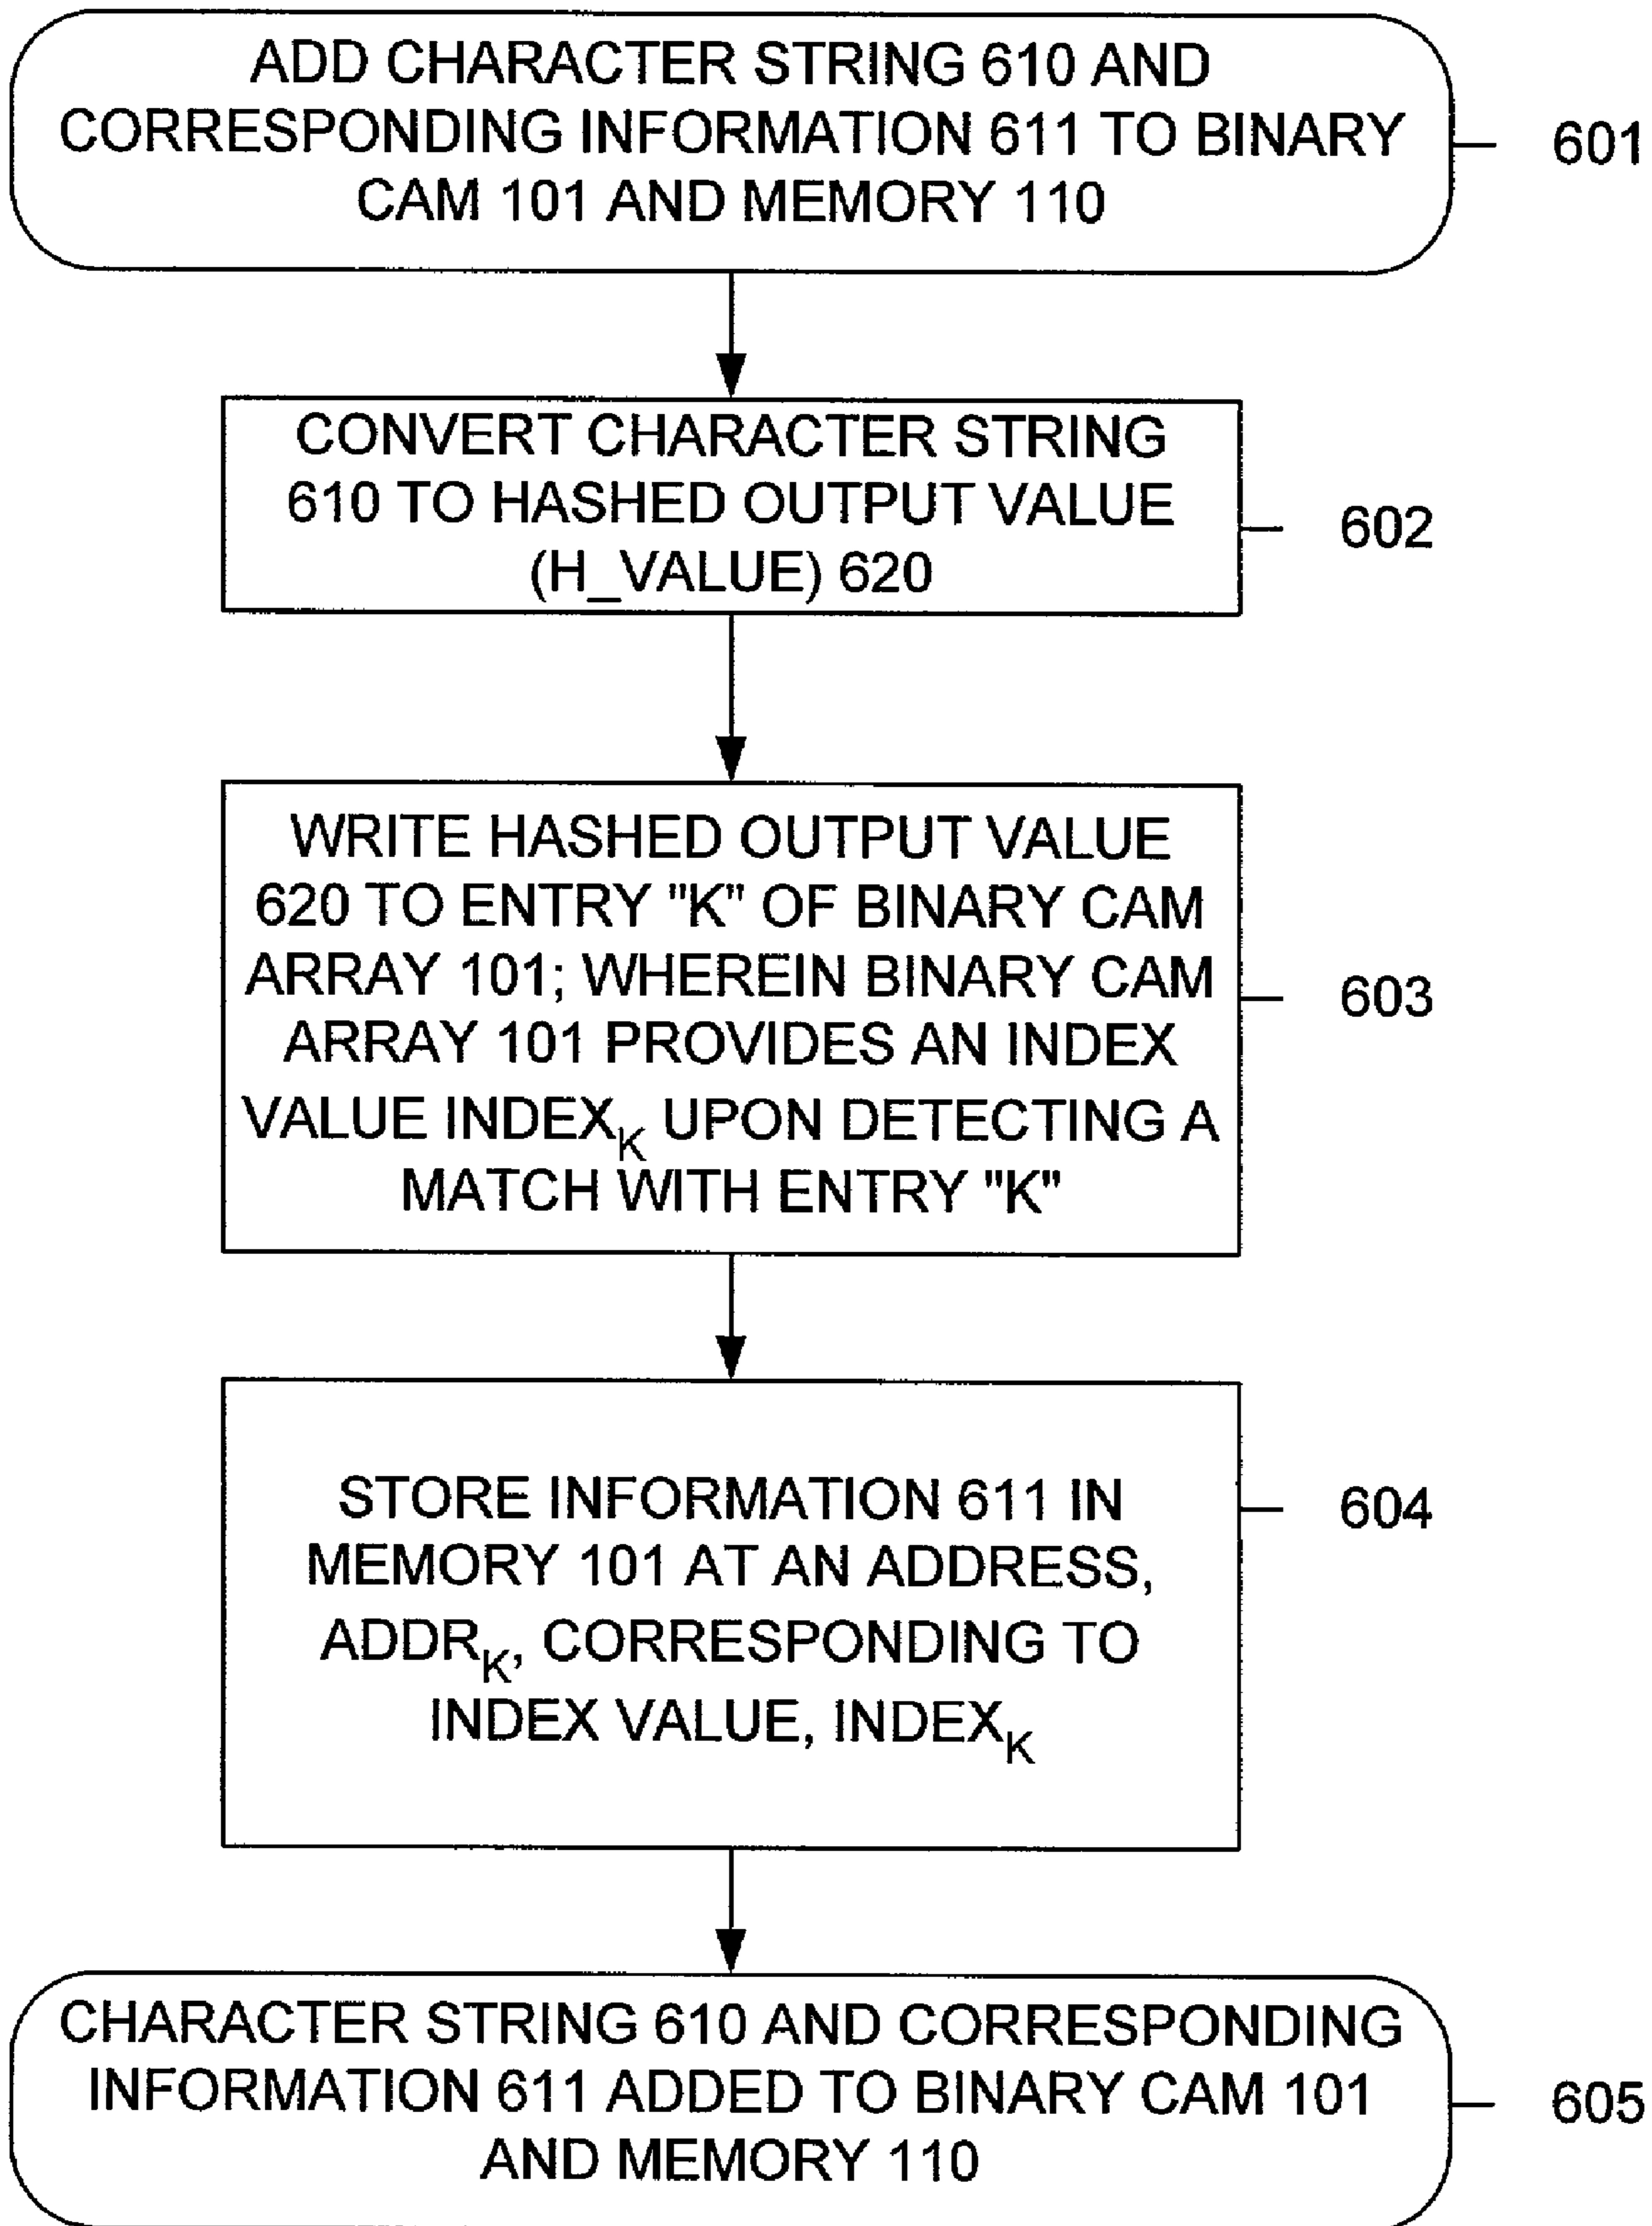 ADD CHARACTER STRING 610 AND
CORRESPONDING INFORMATION 611 TO BINARY
CAM 101 AND MEMORY 110
601
CONVERT CHARACTER STRING
610 TO HASHED OUTPUT VALUE
(H_VALUE) 620
602
WRITE HASHED OUTPUT VALUE
620 TO ENTRY "K" OF BINARY CAM
ARRAY 101; WHEREIN BINARY CAM
ARRAY 101 PROVIDES AN INDEX
VALUE INDEX_K UPON DETECTING A
MATCH WITH ENTRY "K"
603
STORE INFORMATION 611 IN
MEMORY 101 AT AN ADDRESS,
ADDR_K, CORRESPONDING TO
INDEX VALUE, INDEX_K
604
CHARACTER STRING 610 AND CORRESPONDING
INFORMATION 611 ADDED TO BINARY CAM 101
AND MEMORY 110
605